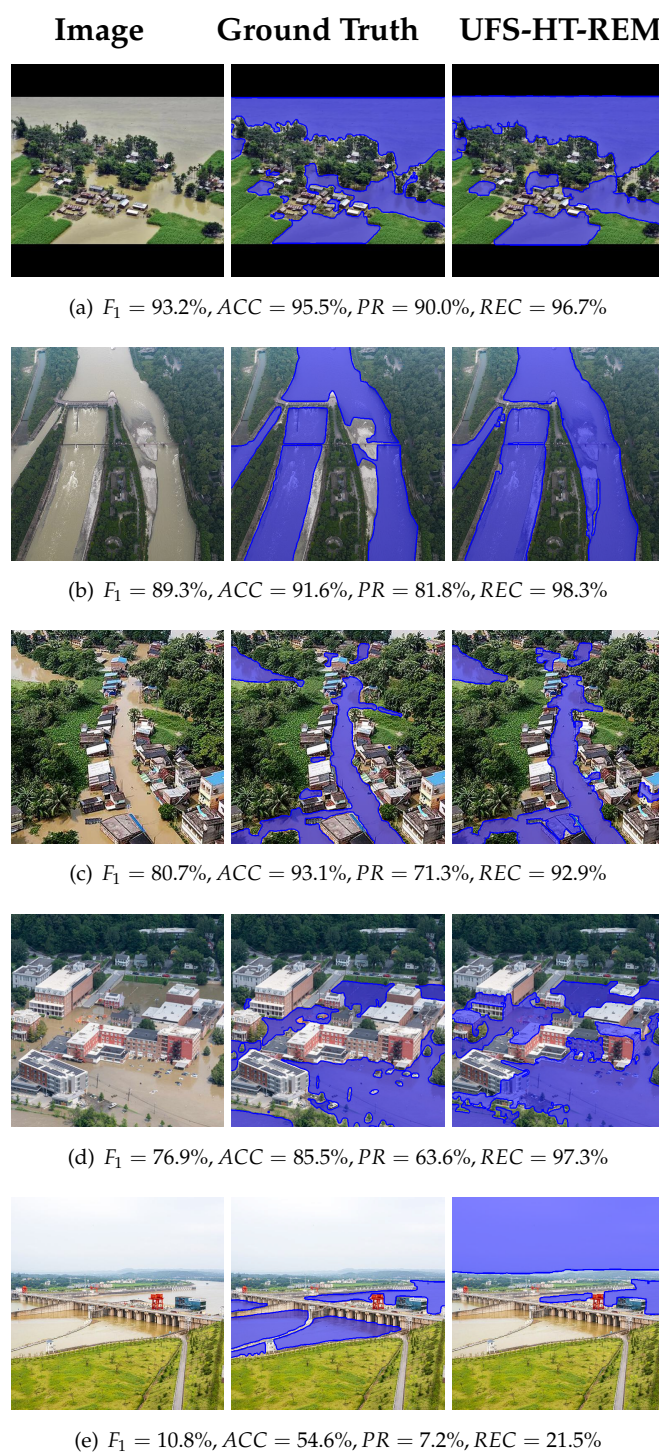 Image Ground Truth UFS-HT-REM
(a) F₁ = 93.2%, ACC = 95.5%, PR = 90.0%, REC = 96.7%
(b) F₁ = 89.3%, ACC = 91.6%, PR = 81.8%, REC = 98.3%
(c) F₁ = 80.7%, ACC = 93.1%, PR = 71.3%, REC = 92.9%
(d) F₁ = 76.9%, ACC = 85.5%, PR = 63.6%, REC = 97.3%
(e) F₁ = 10.8%, ACC = 54.6%, PR = 7.2%, REC = 21.5%